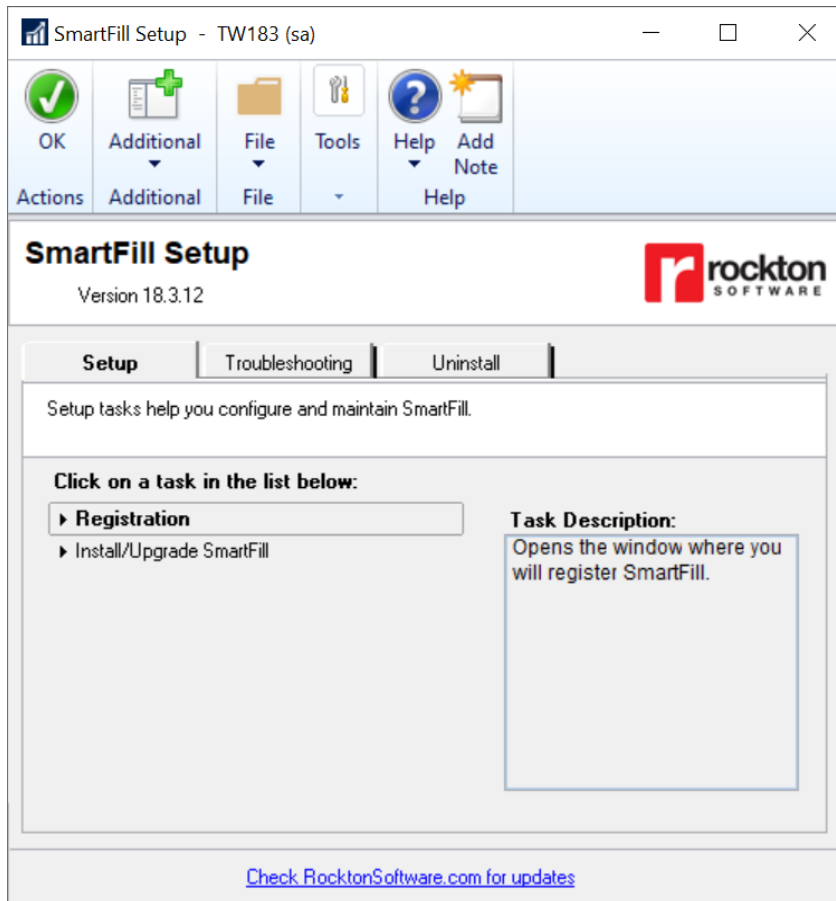 SmartFill Setup  -  TW183 (sa)
OK
Additional
File
Tools
Help
Add
Note
Actions
Additional
File
Help
SmartFill Setup
Version 18.3.12
rockton
SOFTWARE
Setup
Troubleshooting
Uninstall
Setup tasks help you configure and maintain SmartFill.
Click on a task in the list below:
Registration
Install/Upgrade SmartFill
Task Description:
Opens the window where you
will register SmartFill.
Check RocktonSoftware.com for updates